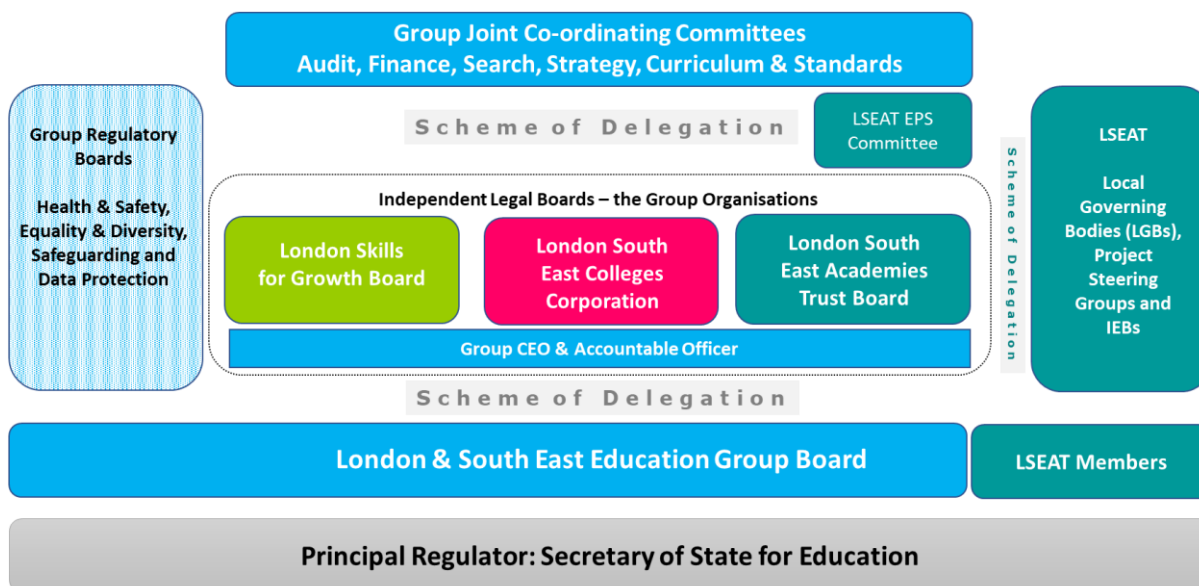 Group Joint Co-ordinating Committees
Audit, Finance, Search, Strategy, Curriculum & Standards
Group Regulatory
Boards
Health & Safety,
Equality & Diversity,
Safeguarding and
Data Protection
Scheme of Delegation
LSEAT EPS
Committee
Independent Legal Boards – the Group Organisations
London Skills
for Growth Board
London South
East Colleges
Corporation
London South
East Academies
Trust Board
Group CEO & Accountable Officer
Scheme of Delegation
Scheme of Delegation
LSEAT
Local
Governing
Bodies (LGBs),
Project
Steering
Groups and
IEBs
London & South East Education Group Board
LSEAT Members
Principal Regulator: Secretary of State for Education